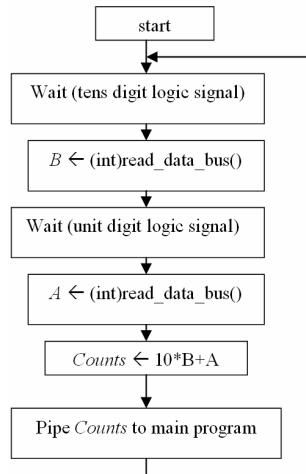 start
Wait (tens digit logic signal)
B ← (int)read_data_bus()
Wait (unit digit logic signal)
A ← (int)read_data_bus()
Counts ← 10*B+A
Pipe Counts to main program